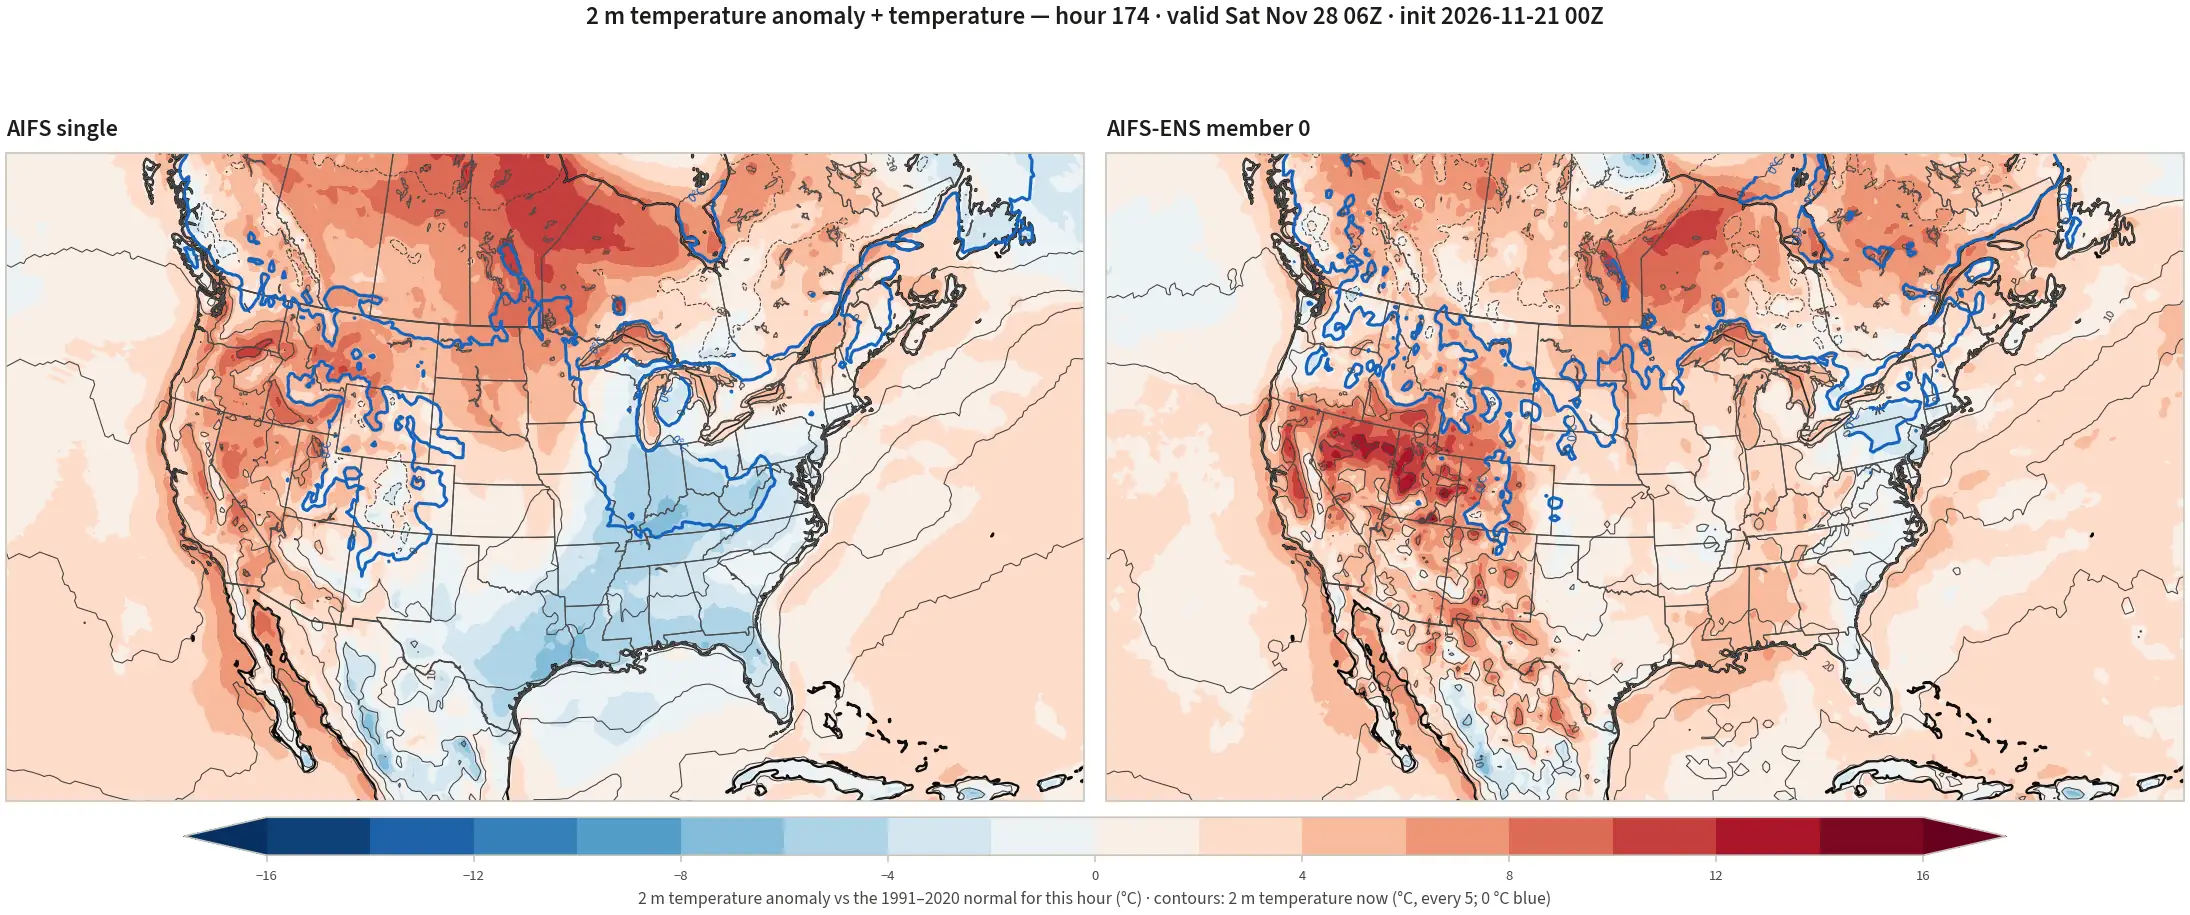 2 m temperature anomaly + temperature — hour 174 · valid Sat Nov 28 06Z · init 2026-11-21 00Z
AIFS single
AIFS-ENS member 0
10
20
−16
−12
−8
−4
0
4
8
12
16
2 m temperature anomaly vs the 1991–2020 normal for this hour (°C) · contours: 2 m temperature now (°C, every 5; 0 °C blue)